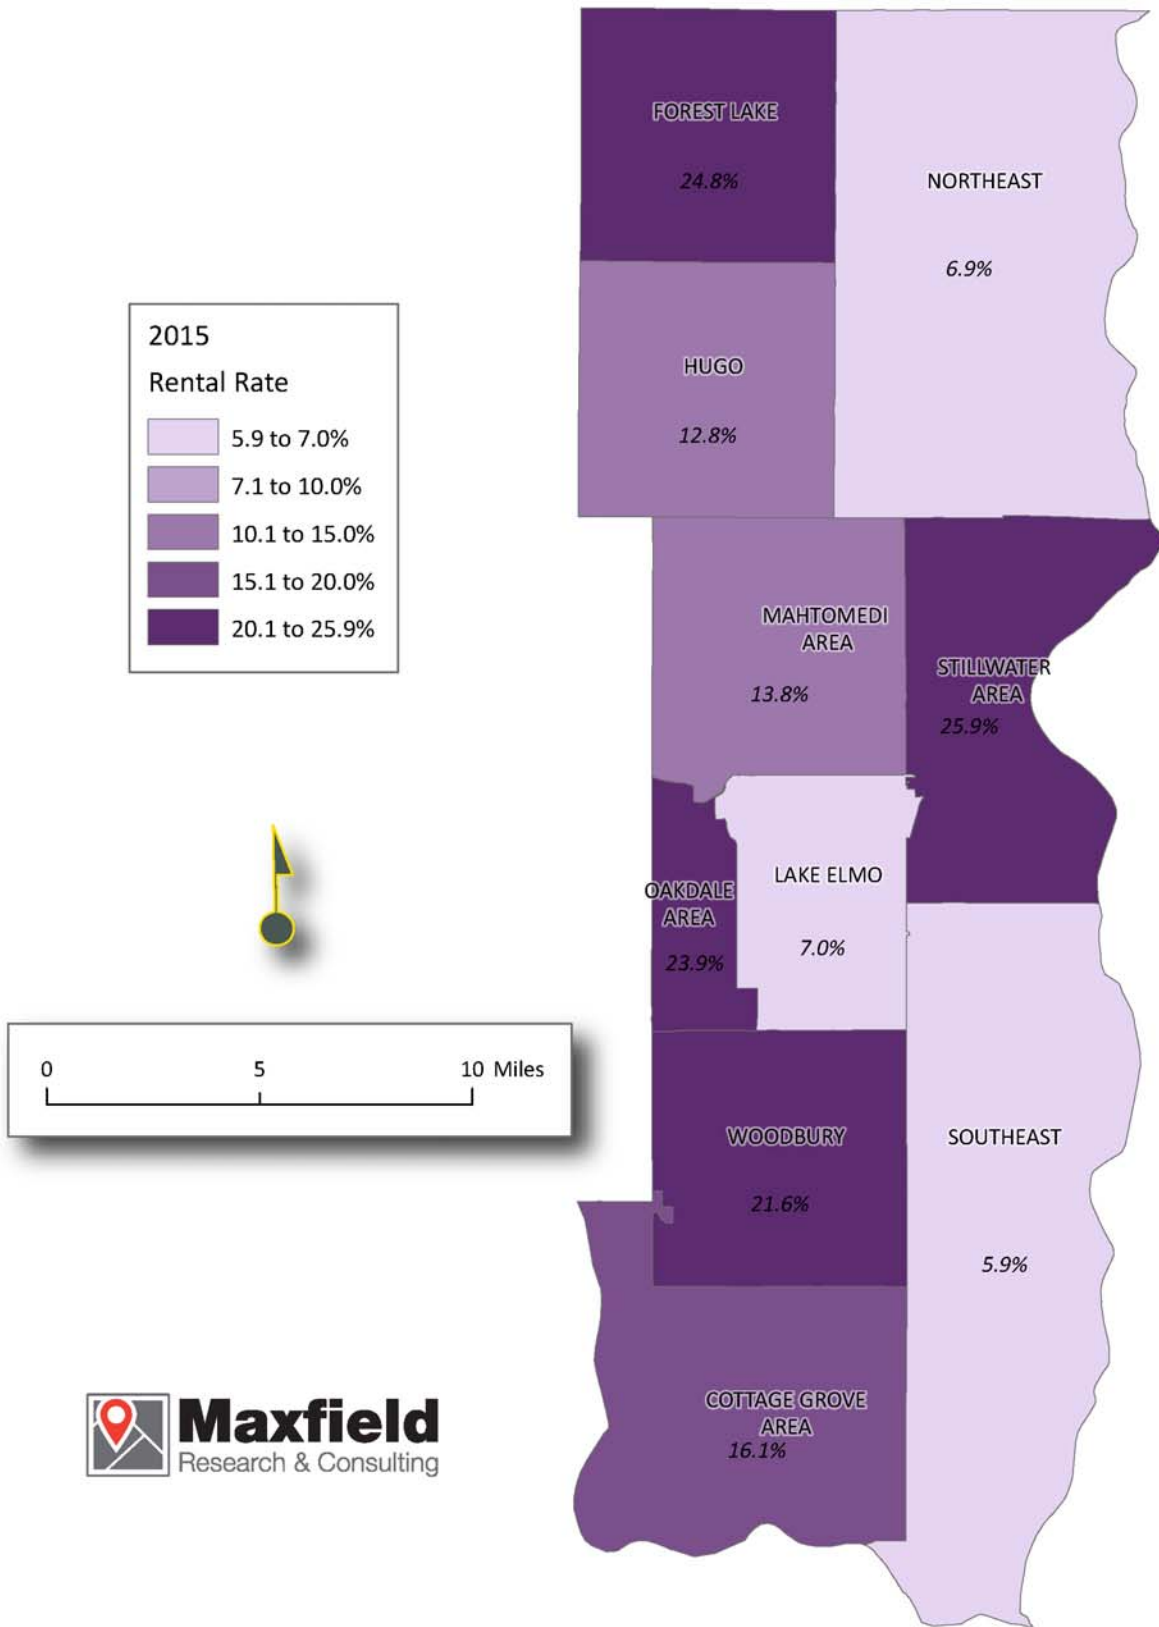 FOREST LAKE
24.8%
NORTHEAST
6.9%
2015
Rental Rate
5.9 to 7.0%
7.1 to 10.0%
10.1 to 15.0%
15.1 to 20.0%
20.1 to 25.9%
HUGO
12.8%
MAHTOMEDI
AREA
13.8%
STILLWATER
AREA
25.9%
OAKDALE
AREA
23.9%
LAKE ELMO
7.0%
0 5 10 Miles
WOODBURY
21.6%
SOUTHEAST
5.9%
COTTAGE GROVE
AREA
16.1%
Maxfield
Research & Consulting